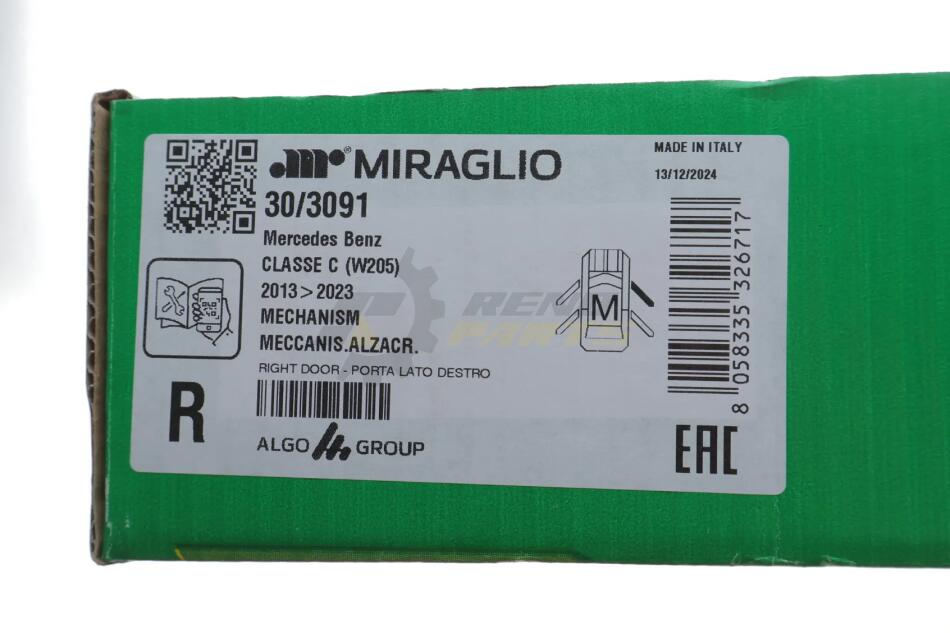 MIRAGLIO
MADE IN ITALY
13/12/2024
30/3091
Mercedes Benz
CLASSE C (W205)
2013>2023
MECHANISM
MECCANIS.ALZACR.
RIGHT DOOR - PORTA LATO DESTRO
R
M
ALGO GROUP
8 058335 326717
EAC
PARTS